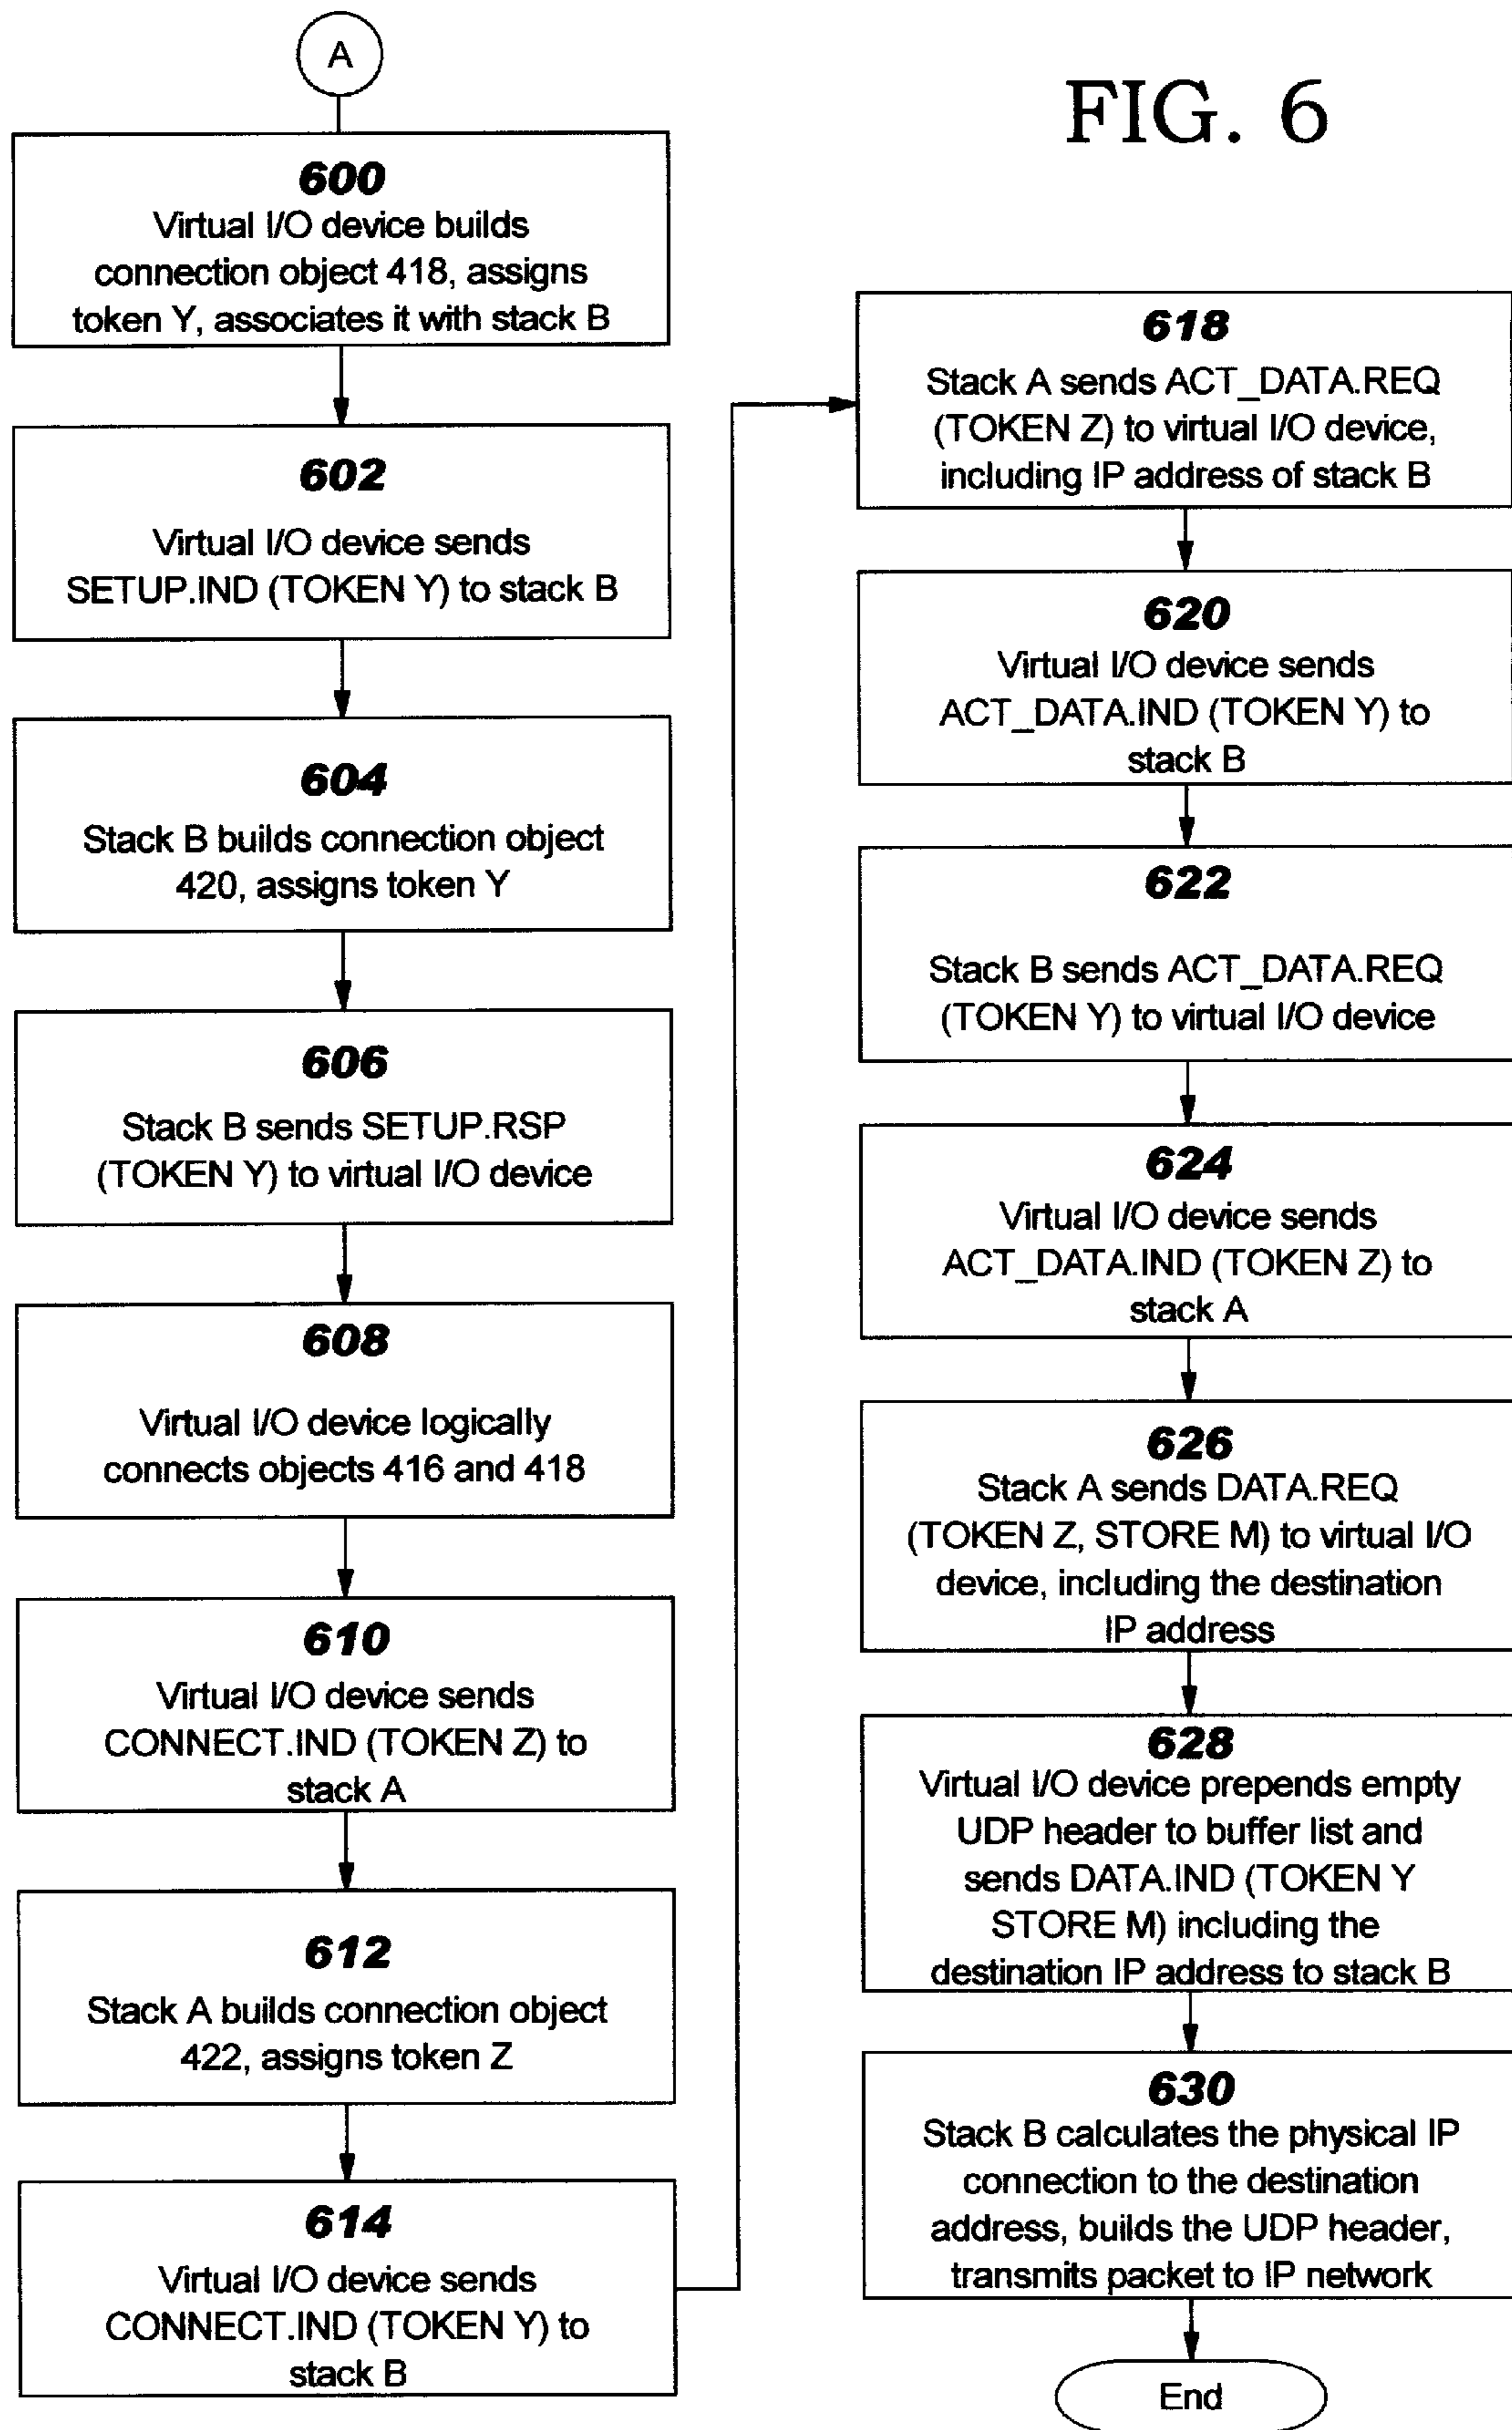 A
FIG. 6
600
Virtual I/O device builds
connection object 418, assigns
token Y, associates it with stack B
602
Virtual I/O device sends
SETUP.IND (TOKEN Y) to stack B
604
Stack B builds connection object
420, assigns token Y
606
Stack B sends SETUP.RSP
(TOKEN Y) to virtual I/O device
608
Virtual I/O device logically
connects objects 416 and 418
610
Virtual I/O device sends
CONNECT.IND (TOKEN Z) to
stack A
612
Stack A builds connection object
422, assigns token Z
614
Virtual I/O device sends
CONNECT.IND (TOKEN Y) to
stack B
618
Stack A sends ACT_DATA.REQ
(TOKEN Z) to virtual I/O device,
including IP address of stack B
620
Virtual I/O device sends
ACT_DATA.IND (TOKEN Y) to
stack B
622
Stack B sends ACT_DATA.REQ
(TOKEN Y) to virtual I/O device
624
Virtual I/O device sends
ACT_DATA.IND (TOKEN Z) to
stack A
626
Stack A sends DATA.REQ
(TOKEN Z, STORE M) to virtual I/O
device, including the destination
IP address
628
Virtual I/O device prepends empty
UDP header to buffer list and
sends DATA.IND (TOKEN Y
STORE M) including the
destination IP address to stack B
630
Stack B calculates the physical IP
connection to the destination
address, builds the UDP header,
transmits packet to IP network
End